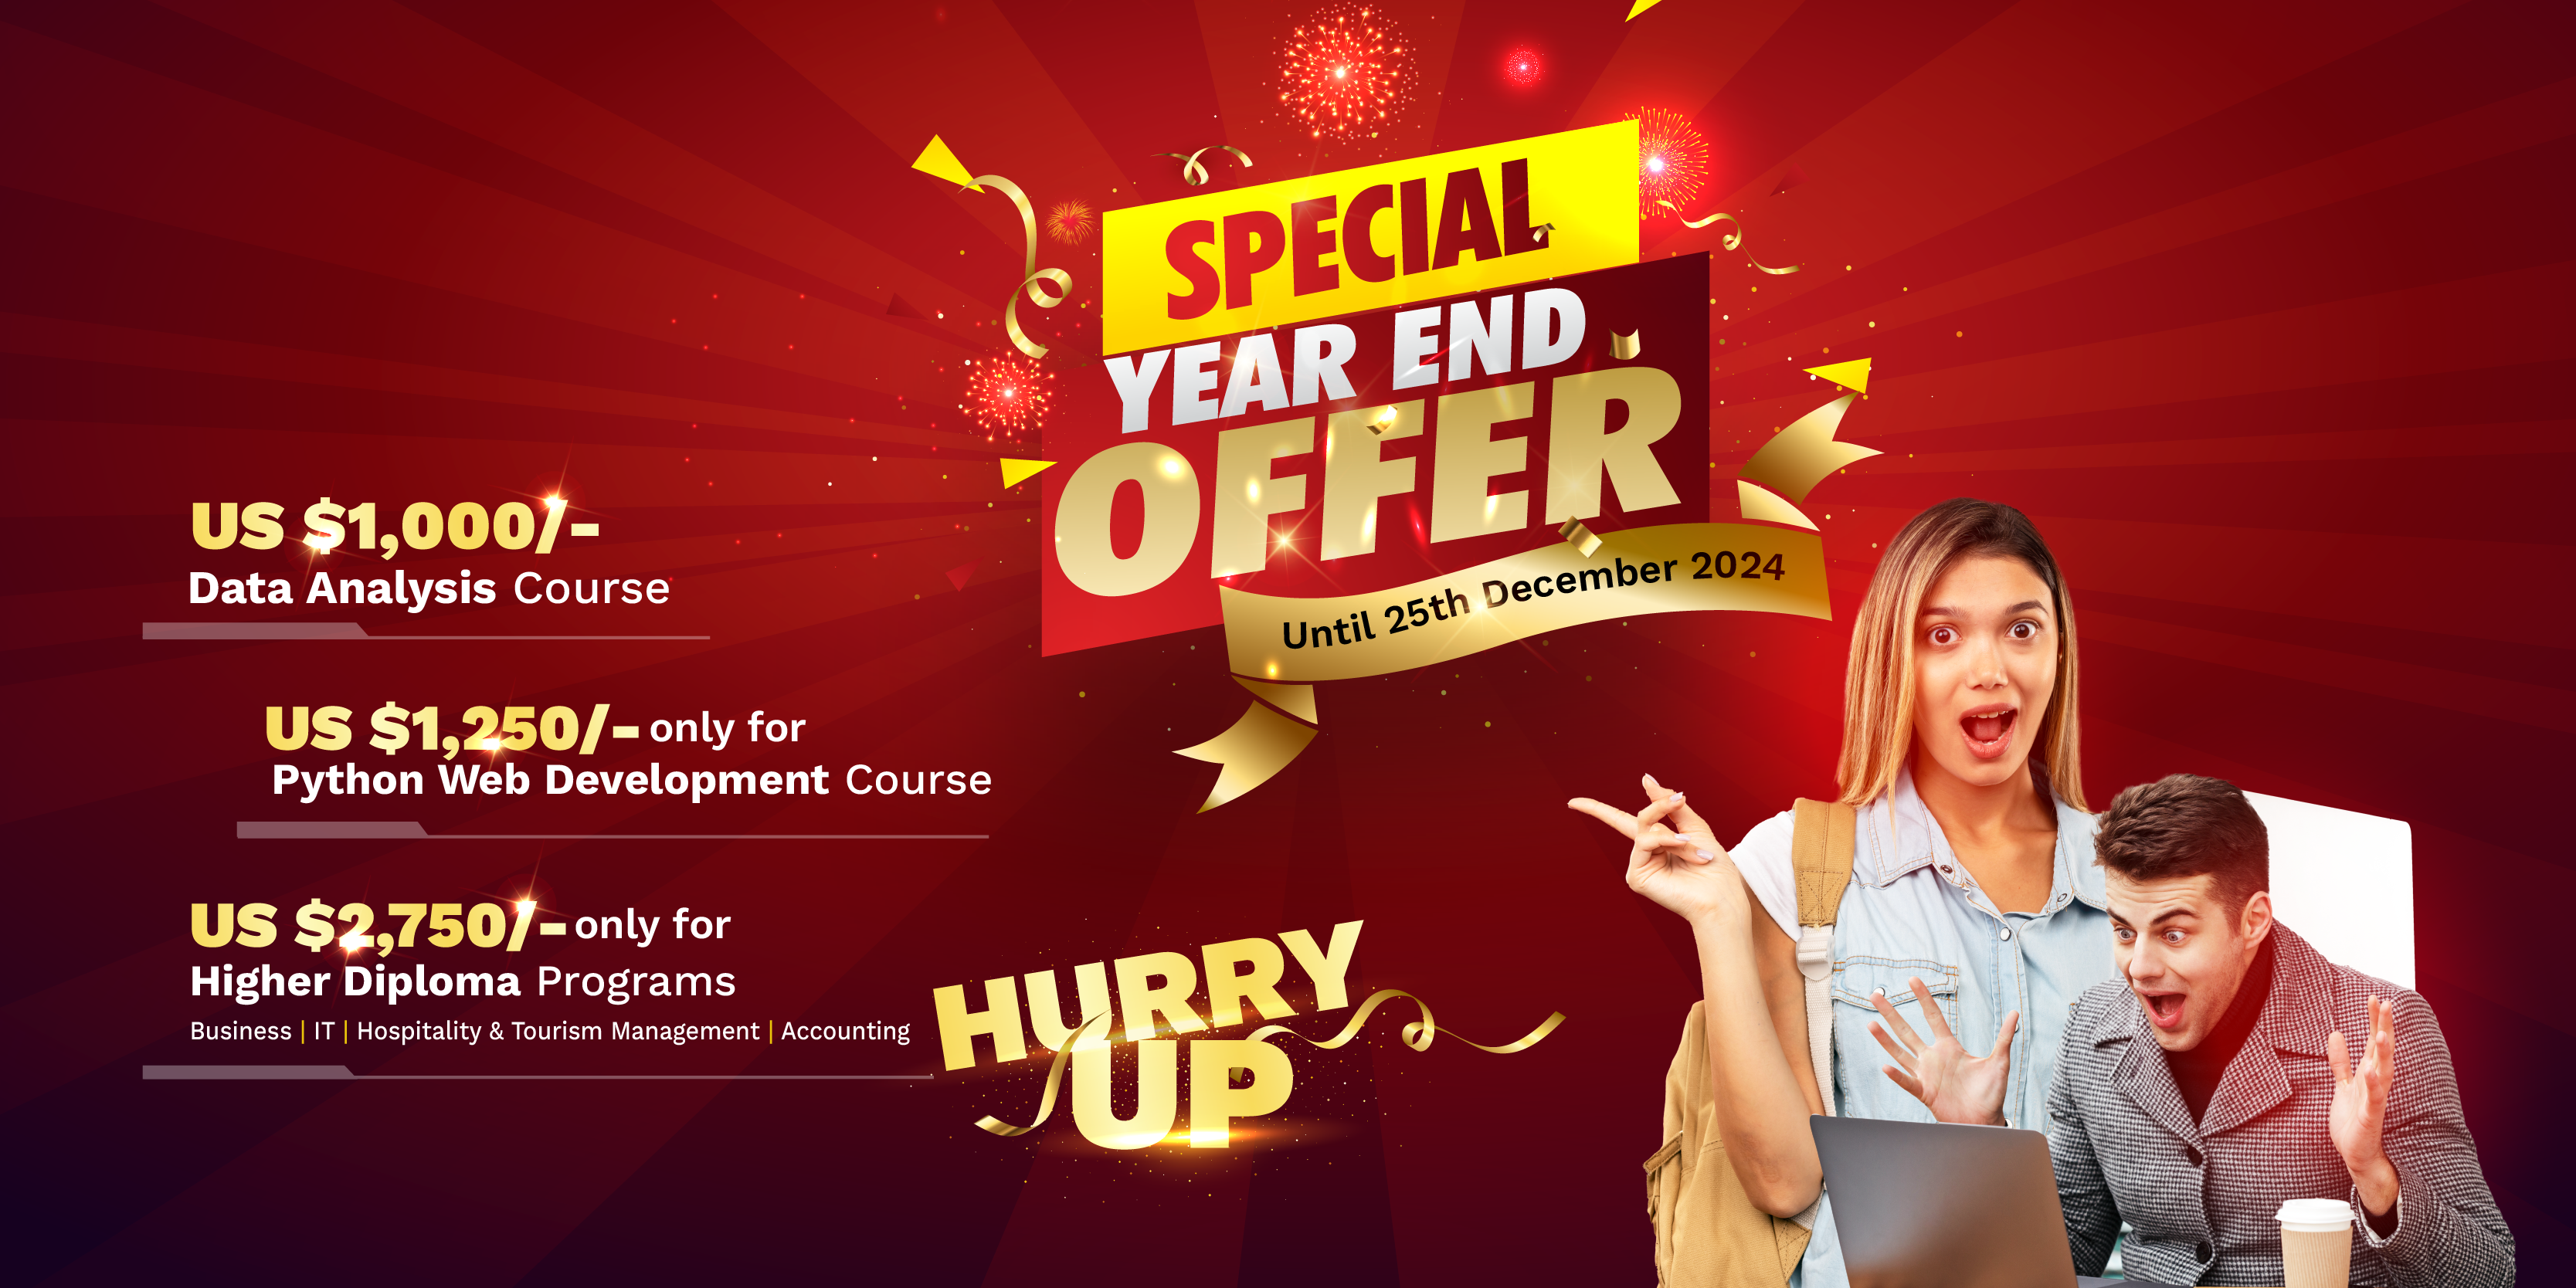 SPECIAL
YEAR END
OFFER
Until 25th December 2024
US $1,000/-
Data Analysis Course
US $1,250/- only for
Python Web Development Course
US $2,750/- only for
Higher Diploma Programs
Business | IT | Hospitality & Tourism Management | Accounting
HURRY
UP